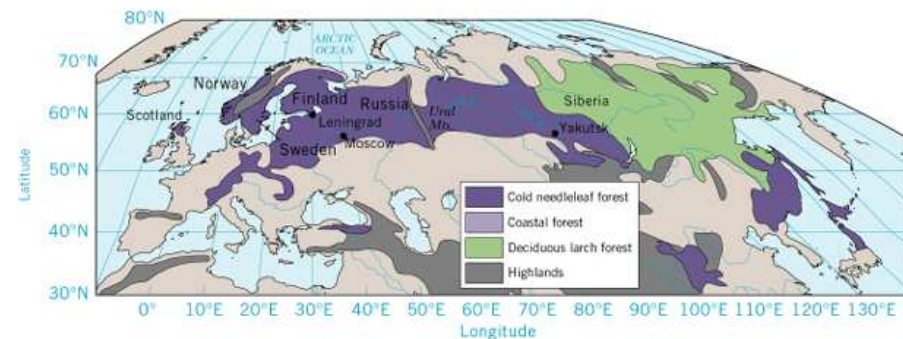 80°N
70°N
60°N
50°N
40°N
30°N
Latitude
ARCTIC
OCEAN
Norway
Scotland
Finland
Leningrad
Sweden
Russia
Moscow
Ural
Mts.
Siberia
Yakutsk
Cold needleleaf forest
Coastal forest
Deciduous larch forest
Highlands
0° 10°E 20°E 30°E 40°E 50°E 60°E 70°E 80°E 90°E 100°E 110°E 120°E 130°E
Longitude